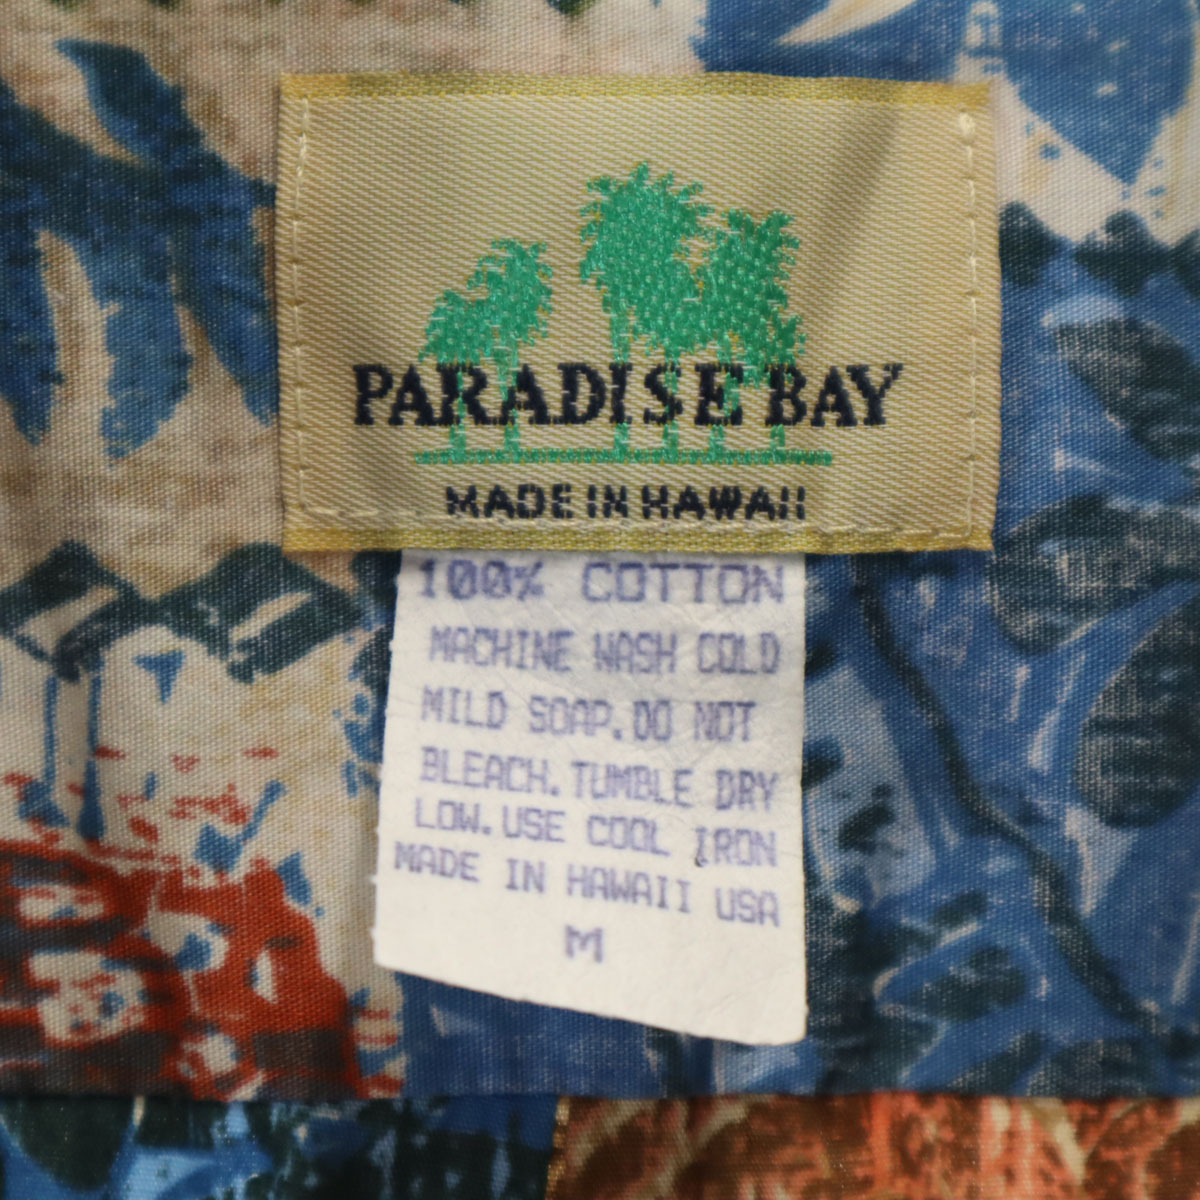 PARADISE BAY
MADE IN HAWAII
100% COTTON
MACHINE WASH COLD
MILD SOAP. DO NOT
BLEACH. TUMBLE DRY
LOW. USE COOL IRON
MADE IN HAWAII USA
M